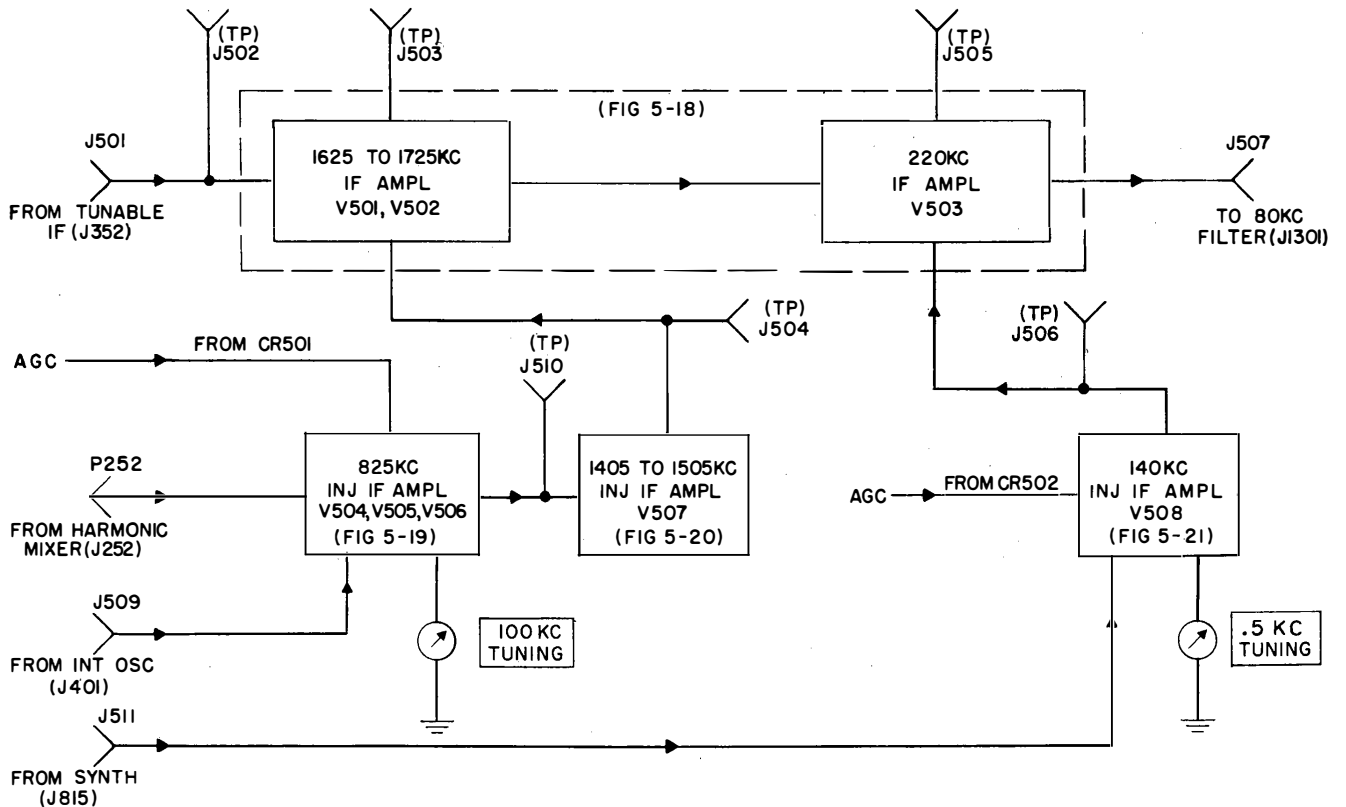 (TP)
J502
(TP)
J503
(TP)
J505
(FIG 5-18)
J501
FROM TUNABLE
IF (J352)
1625 TO 1725KC
IF AMPL
V501, V502
220KC
IF AMPL
V503
J507
TO 80KC
FILTER (J1301)
(TP)
J504
(TP)
J506
AGC
FROM CR501
(TP)
J510
P252
FROM HARMONIC
MIXER (J252)
825KC
INJ IF AMPL
V504, V505, V506
(FIG 5-19)
1405 TO 1505KC
INJ IF AMPL
V507
(FIG 5-20)
AGC
FROM CR502
140KC
INJ IF AMPL
V508
(FIG 5-21)
J509
FROM INT OSC
(J401)
100 KC
TUNING
.5 KC
TUNING
J511
FROM SYNTH
(J815)